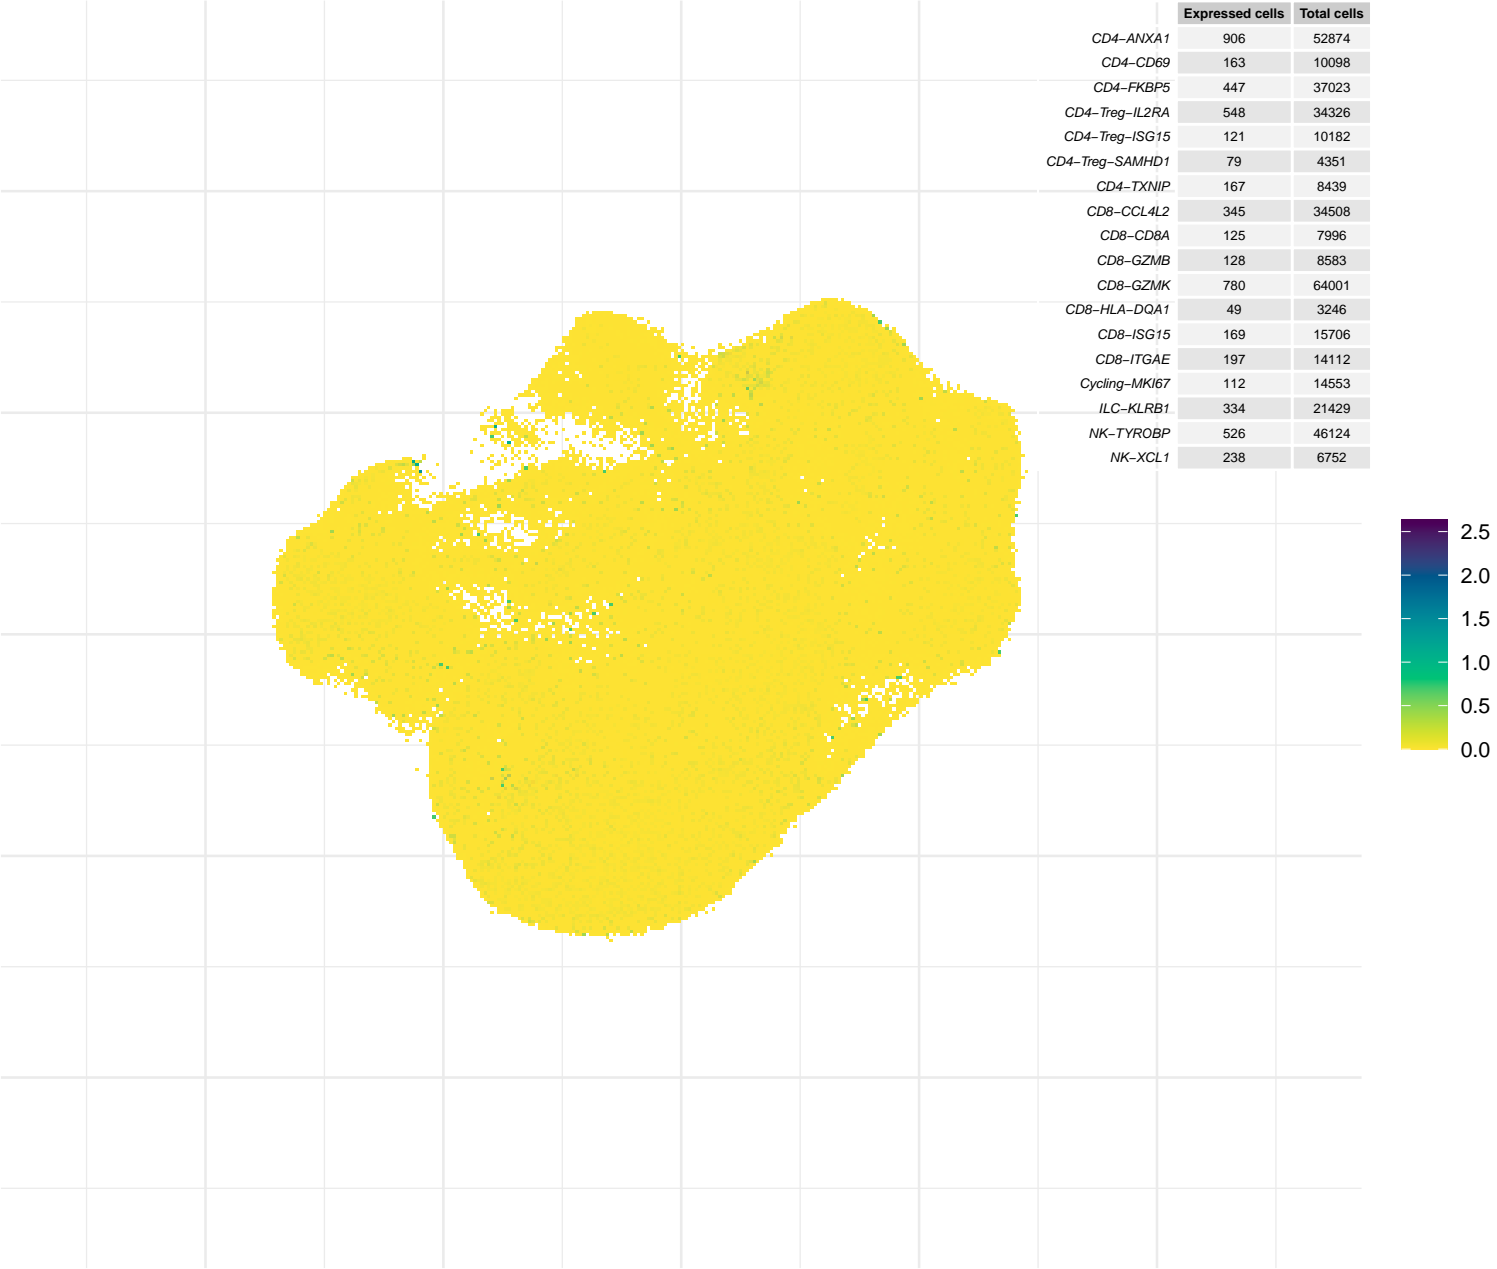 Expressed cells Total cells
CD4−ANXA1 906 52874
CD4−CD69 163 10098
CD4−FKBP5 447 37023
CD4−Treg−IL2RA 548 34326
CD4−Treg−ISG15 121 10182
CD4−Treg−SAMHD1 79 4351
CD4−TXNIP 167 8439
CD8−CCL4L2 345 34508
CD8−CD8A 125 7996
CD8−GZMB 128 8583
CD8−GZMK 780 64001
CD8−HLA−DQA1 49 3246
CD8−ISG15 169 15706
CD8−ITGAE 197 14112
Cycling−MKI67 112 14553
ILC−KLRB1 334 21429
NK−TYROBP 526 46124
NK−XCL1 238 6752
2.5
2.0
1.5
1.0
0.5
0.0